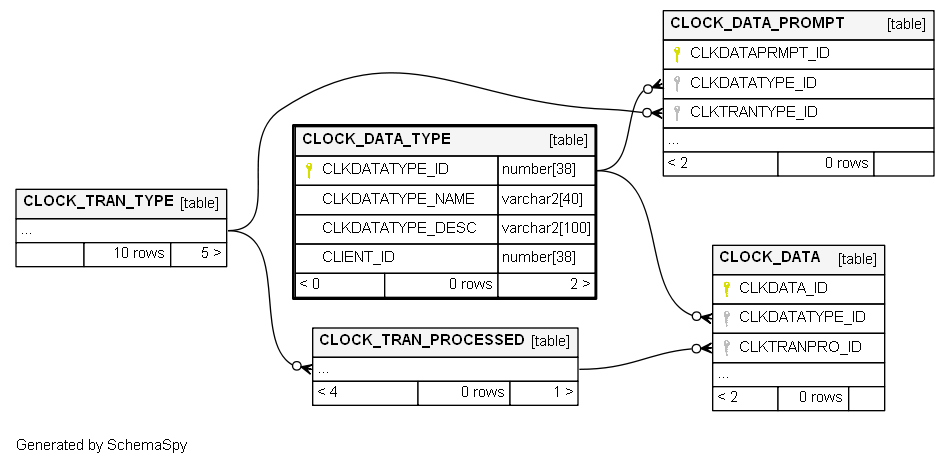 CLOCK_DATA_PROMPT [table]
CLKDATAPRMPT_ID
CLKDATATYPE_ID
CLKTRANTYPE_ID
...
< 2 0 rows
CLOCK_DATA_TYPE [table]
CLKDATATYPE_ID number[38]
CLKDATATYPE_NAME varchar2[40]
CLKDATATYPE_DESC varchar2[100]
CLIENT_ID number[38]
< 0 0 rows 2 >
CLOCK_TRAN_TYPE [table]
...
10 rows 5 >
CLOCK_DATA [table]
CLKDATA_ID
CLKDATATYPE_ID
CLKTRANPRO_ID
...
< 2 0 rows
CLOCK_TRAN_PROCESSED [table]
...
< 4 0 rows 1 >
Generated by SchemaSpy